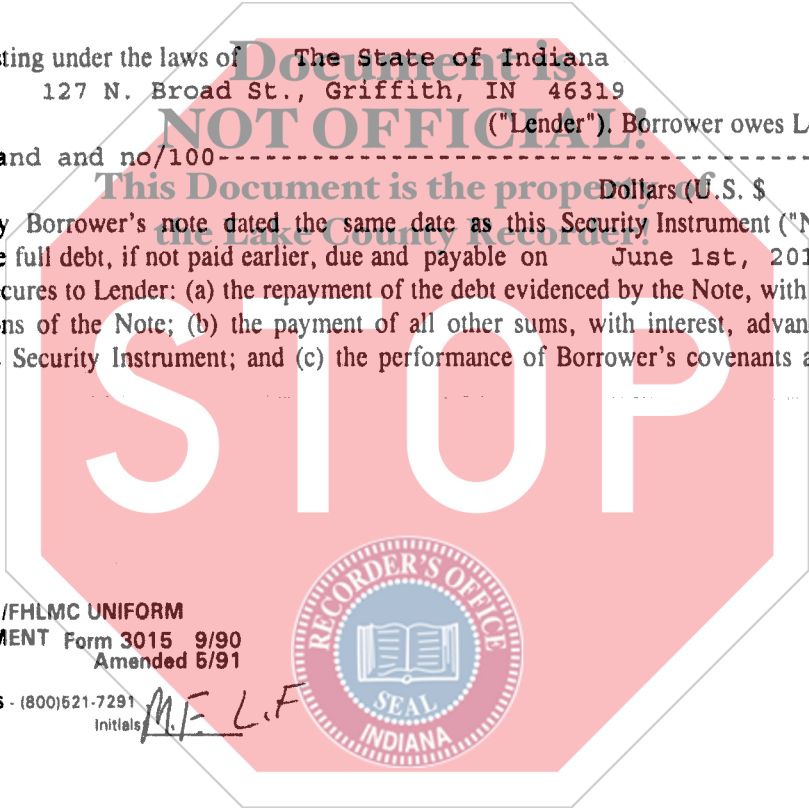 sting under the laws of The State of Indiana
127 N. Broad St., Griffith, IN 46319
("Lender"). Borrower owes L
and and no/100------------------------------------
Dollars (U.S. $
y Borrower's note dated the same date as this Security Instrument ("N
e full debt, if not paid earlier, due and payable on June 1st, 201
cures to Lender: (a) the repayment of the debt evidenced by the Note, with
ns of the Note; (b) the payment of all other sums, with interest, advan
Security Instrument; and (c) the performance of Borrower's covenants a
Document is
NOT OFFICIAL!
This Document is the property of
the Lake County Recorder!
STOP
/FHLMC UNIFORM
MENT Form 3015 9/90
Amended 5/91
S - (800)521-7291
Initials M.F. L.F
RECORDER'S OFFICE
SEAL
INDIANA